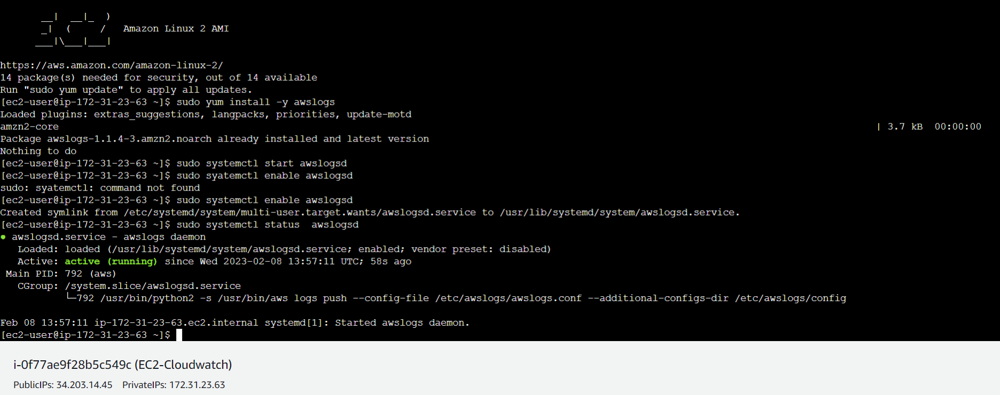 __|  __|_  )
_|  (     /   Amazon Linux 2 AMI
___|\___|___|
https://aws.amazon.com/amazon-linux-2/
14 package(s) needed for security, out of 14 available
Run "sudo yum update" to apply all updates.
[ec2-user@ip-172-31-23-63 ~]$ sudo yum install -y awslogs
Loaded plugins: extras_suggestions, langpacks, priorities, update-motd
amzn2-core | 3.7 kB  00:00:00
Package awslogs-1.1.4-3.amzn2.noarch already installed and latest version
Nothing to do
[ec2-user@ip-172-31-23-63 ~]$ sudo systemctl start awslogsd
[ec2-user@ip-172-31-23-63 ~]$ sudo syatemctl enable awslogsd
sudo: syatemctl: command not found
[ec2-user@ip-172-31-23-63 ~]$ sudo systemctl enable awslogsd
Created symlink from /etc/systemd/system/multi-user.target.wants/awslogsd.service to /usr/lib/systemd/system/awslogsd.service.
[ec2-user@ip-172-31-23-63 ~]$ sudo systemctl status  awslogsd
● awslogsd.service - awslogs daemon
Loaded: loaded (/usr/lib/systemd/system/awslogsd.service; enabled; vendor preset: disabled)
Active: active (running) since Wed 2023-02-08 13:57:11 UTC; 58s ago
Main PID: 792 (aws)
CGroup: /system.slice/awslogsd.service
└─792 /usr/bin/python2 -s /usr/bin/aws logs push --config-file /etc/awslogs/awslogs.conf --additional-configs-dir /etc/awslogs/config
Feb 08 13:57:11 ip-172-31-23-63.ec2.internal systemd[1]: Started awslogs daemon.
[ec2-user@ip-172-31-23-63 ~]$
i-0f77ae9f28b5c549c (EC2-Cloudwatch)
PublicIPs: 34.203.14.45    PrivateIPs: 172.31.23.63